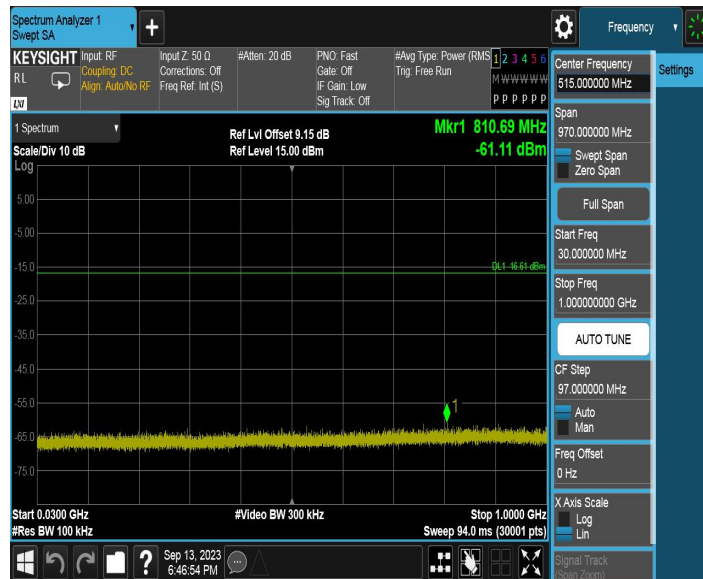 Spectrum Analyzer 1
Swept SA
+
Frequency
KEYSIGHT
RL
LXI
Input: RF
Coupling: DC
Align: Auto/No RF
Input Z: 50 Ω
Corrections: Off
Freq Ref: Int (S)
#Atten: 20 dB
PNO: Fast
Gate: Off
IF Gain: Low
Sig Track: Off
#Avg Type: Power (RMS
Trig: Free Run
1 2 3 4 5 6
M W W W W W
P P P P P P
1 Spectrum
Scale/Div 10 dB
Log
Ref Lvl Offset 9.15 dB
Ref Level 15.00 dBm
Mkr1 810.69 MHz
-61.11 dBm
5.00
-5.00
-15.0
-25.0
-35.0
-45.0
-55.0
-65.0
-75.0
DL1 -16.61 dBm
1
Start 0.0300 GHz
#Res BW 100 kHz
#Video BW 300 kHz
Stop 1.0000 GHz
Sweep 94.0 ms (30001 pts)
?
Sep 13, 2023
6:46:54 PM
Center Frequency
515.000000 MHz
Settings
Span
970.000000 MHz
Swept Span
Zero Span
Full Span
Start Freq
30.000000 MHz
Stop Freq
1.000000000 GHz
AUTO TUNE
CF Step
97.000000 MHz
Auto
Man
Freq Offset
0 Hz
X Axis Scale
Log
Lin
Signal Track
(Span Zoom)